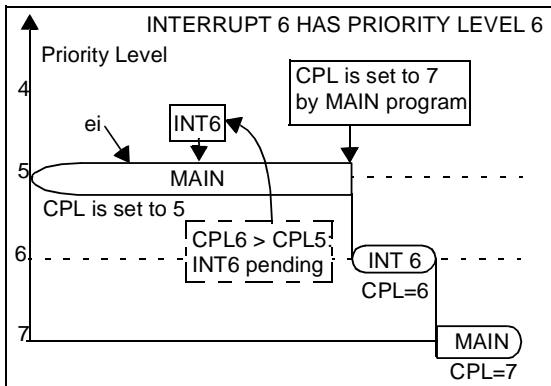 INTERRUPT 6 HAS PRIORITY LEVEL 6
Priority Level
CPL is set to 7
by MAIN program
4
ei
INT6
5
MAIN
CPL is set to 5
CPL6 > CPL5:
INT6 pending
6
INT 6
CPL=6
7
MAIN
CPL=7